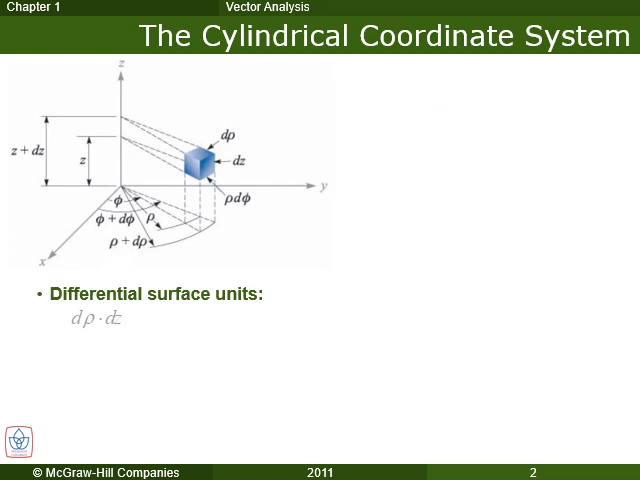 Chapter 1 Vector Analysis
The Cylindrical Coordinate System
z
dρ
z + dz
z
dz
y
ρdϕ
ϕ
ϕ + dϕ
ρ
ρ + dρ
x
• Differential surface units:
dρ · dz
© McGraw-Hill Companies 2011 2